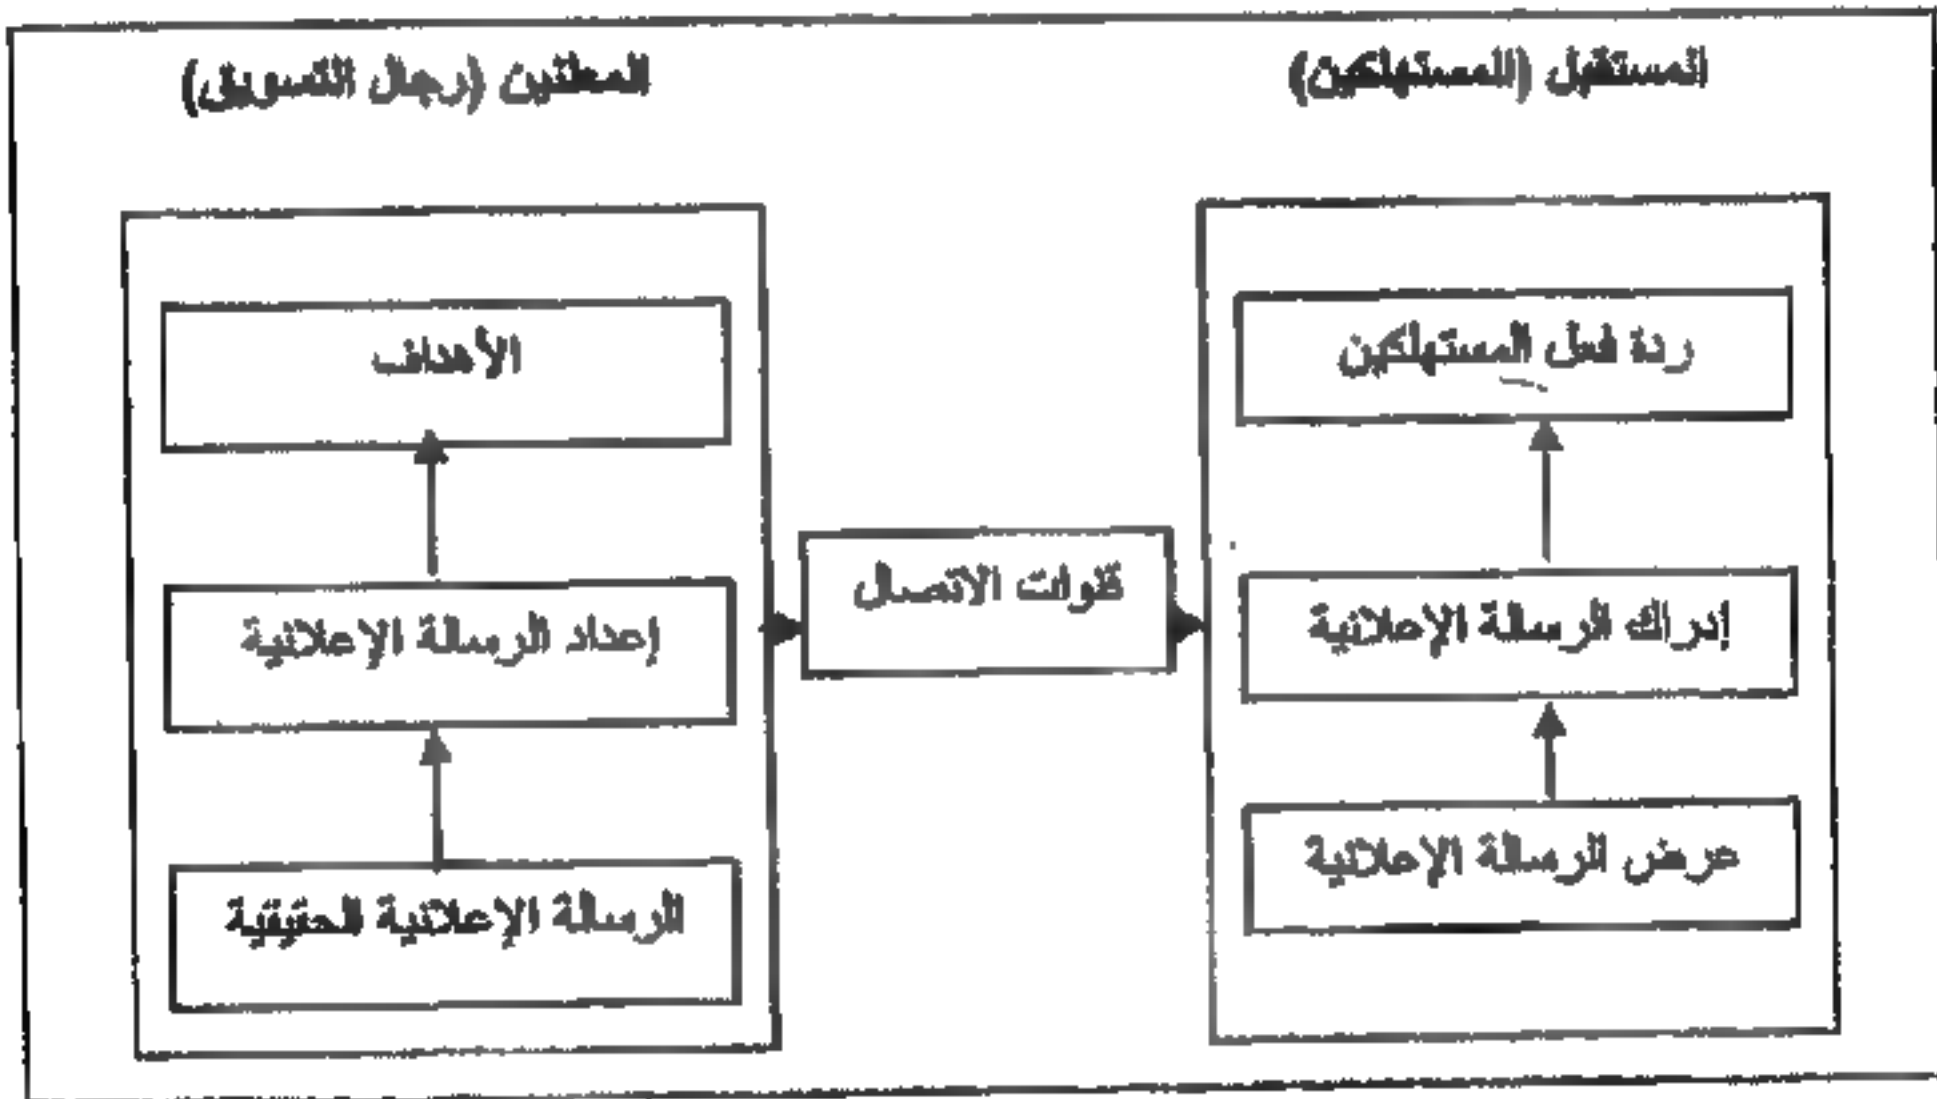 المستقبل (المستهلكين)
المعلنين (رجال التسويق)
ردة فعل المستهلكين
الأهداف
قنوات الاتصال
إدراك الرسالة الإعلانية
إعداد الرسالة الإعلانية
عرض الرسالة الإعلانية
الرسالة الإعلانية الحقيقية